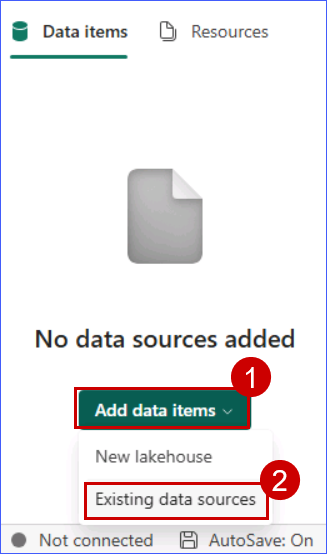 Data items Resources
No data sources added
1
Add data items
New lakehouse
2
Existing data sources
Not connected AutoSave: On